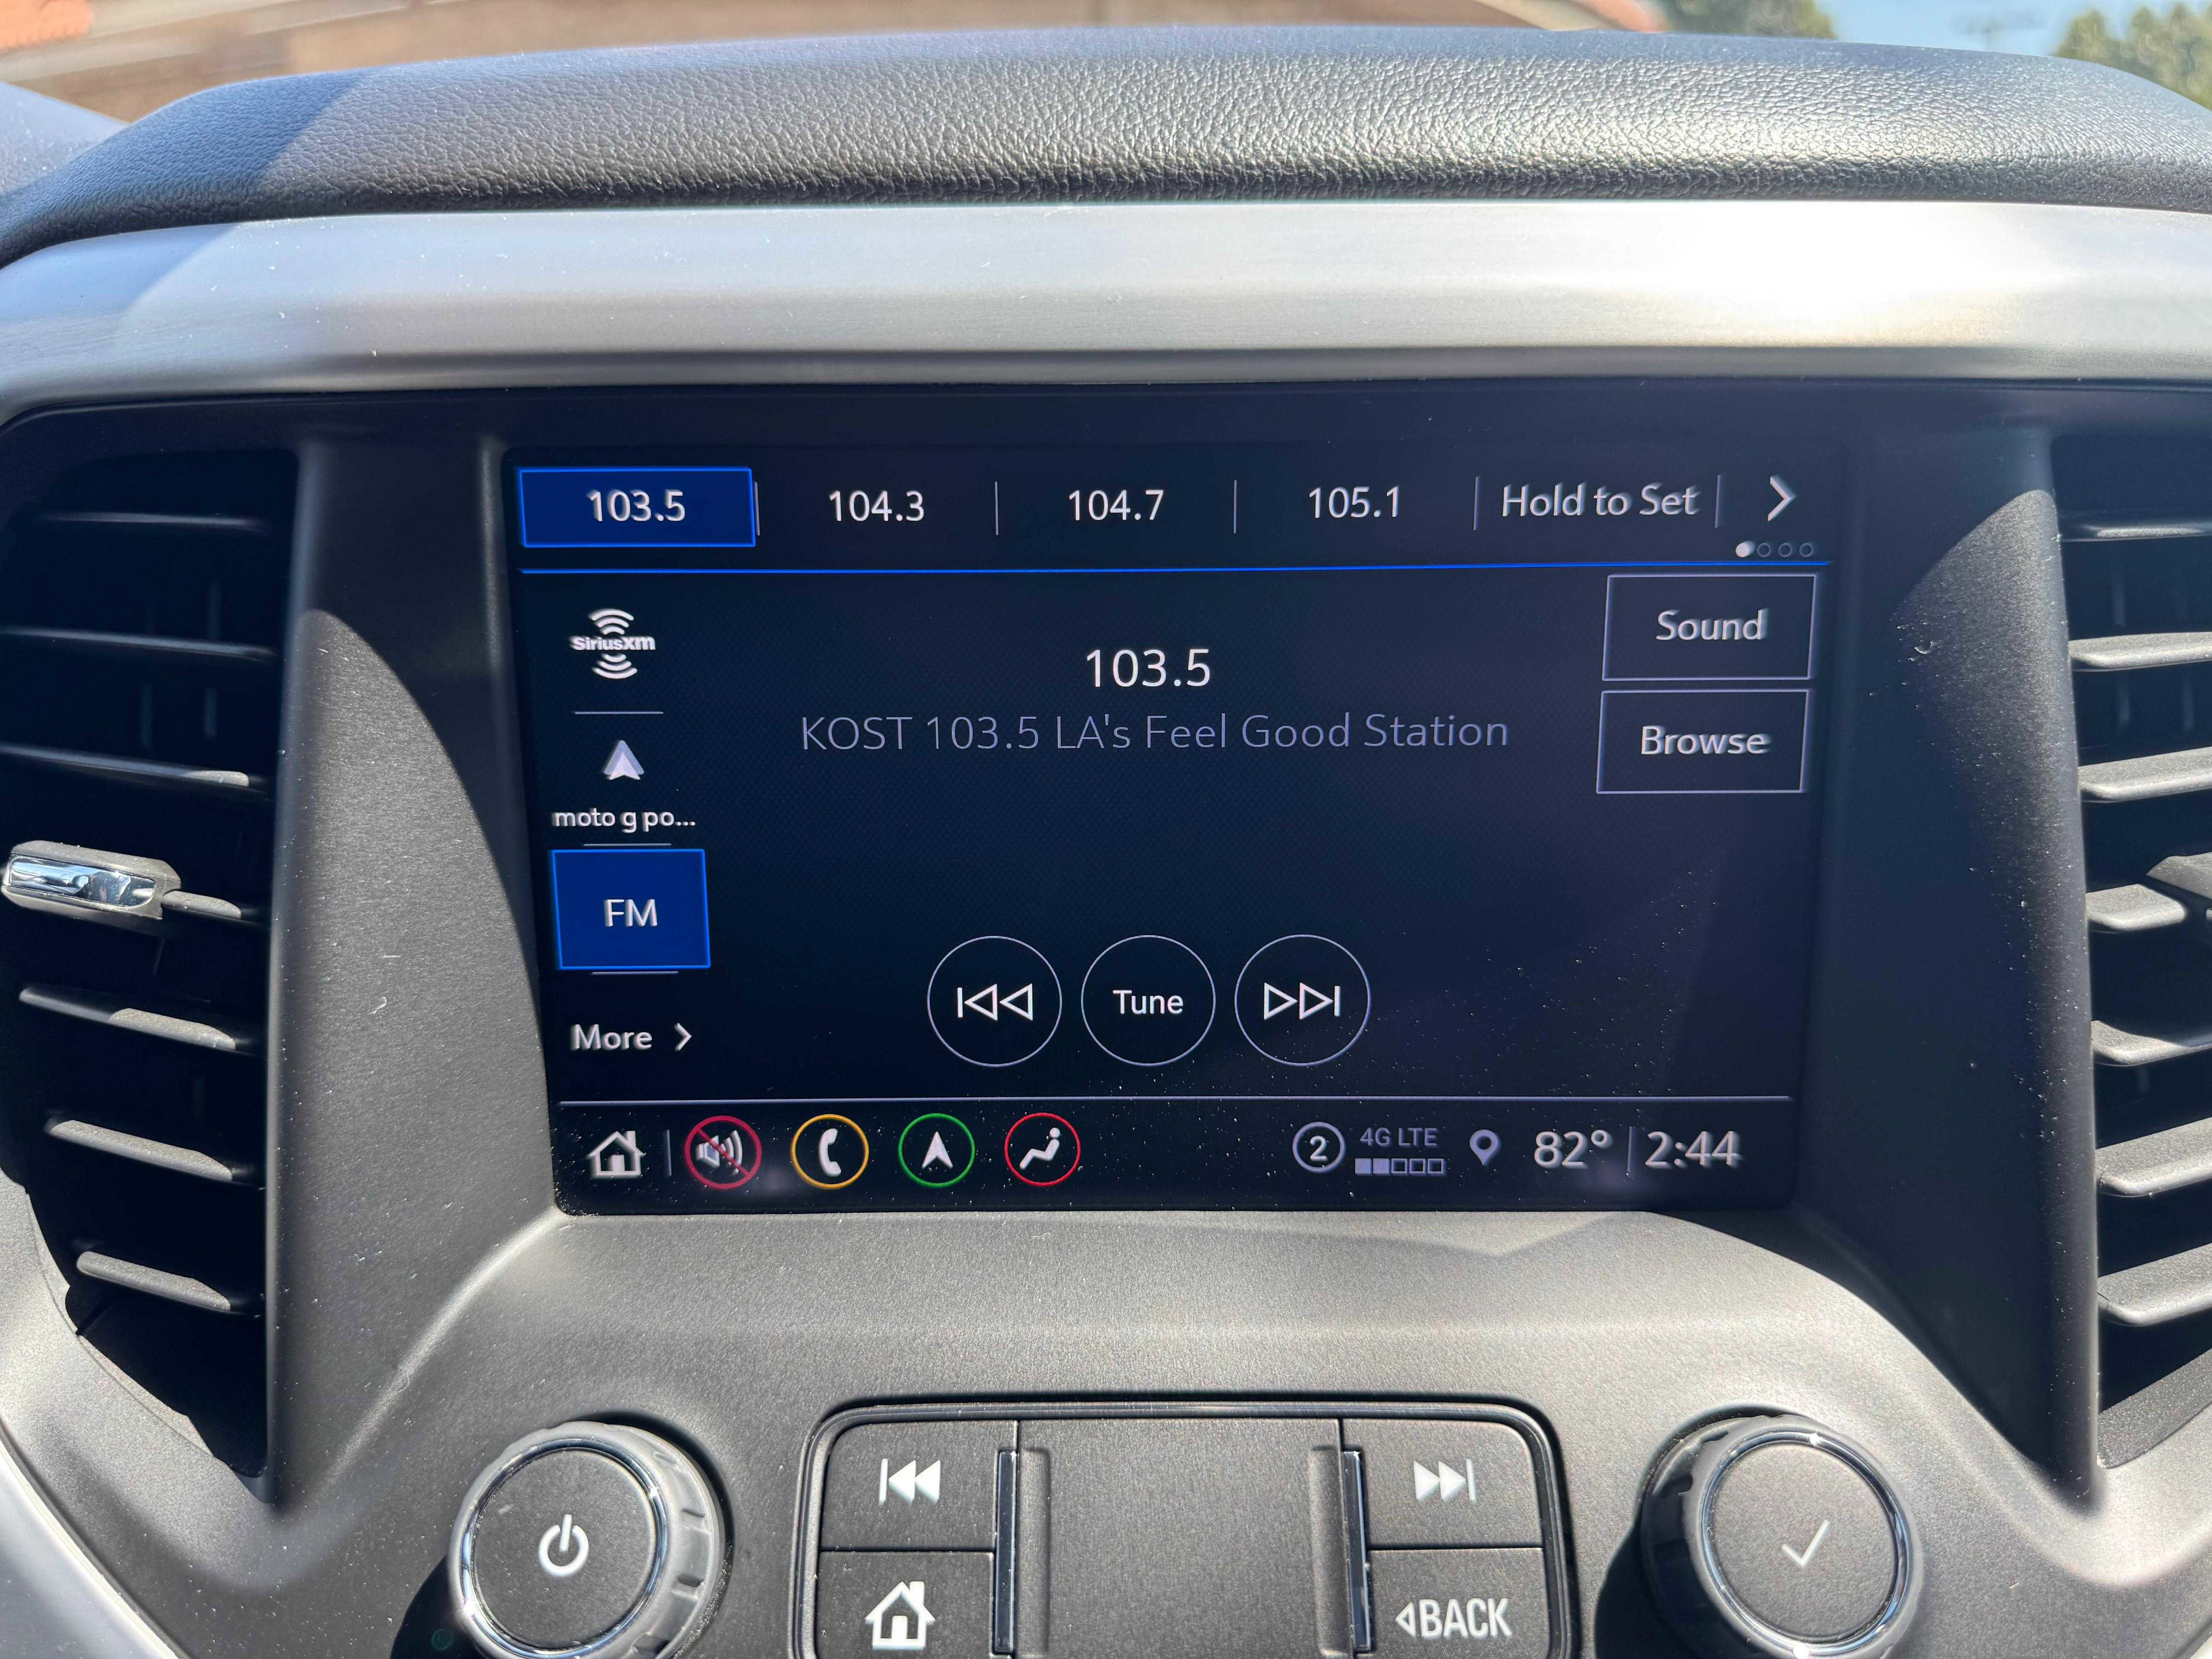 103.5
104.3
104.7
105.1
Hold to Set
siriusxm
Sound
103.5
KOST 103.5 LA's Feel Good Station
Browse
moto g po...
FM
Tune
More
2
4G LTE
82°
2:44
BACK